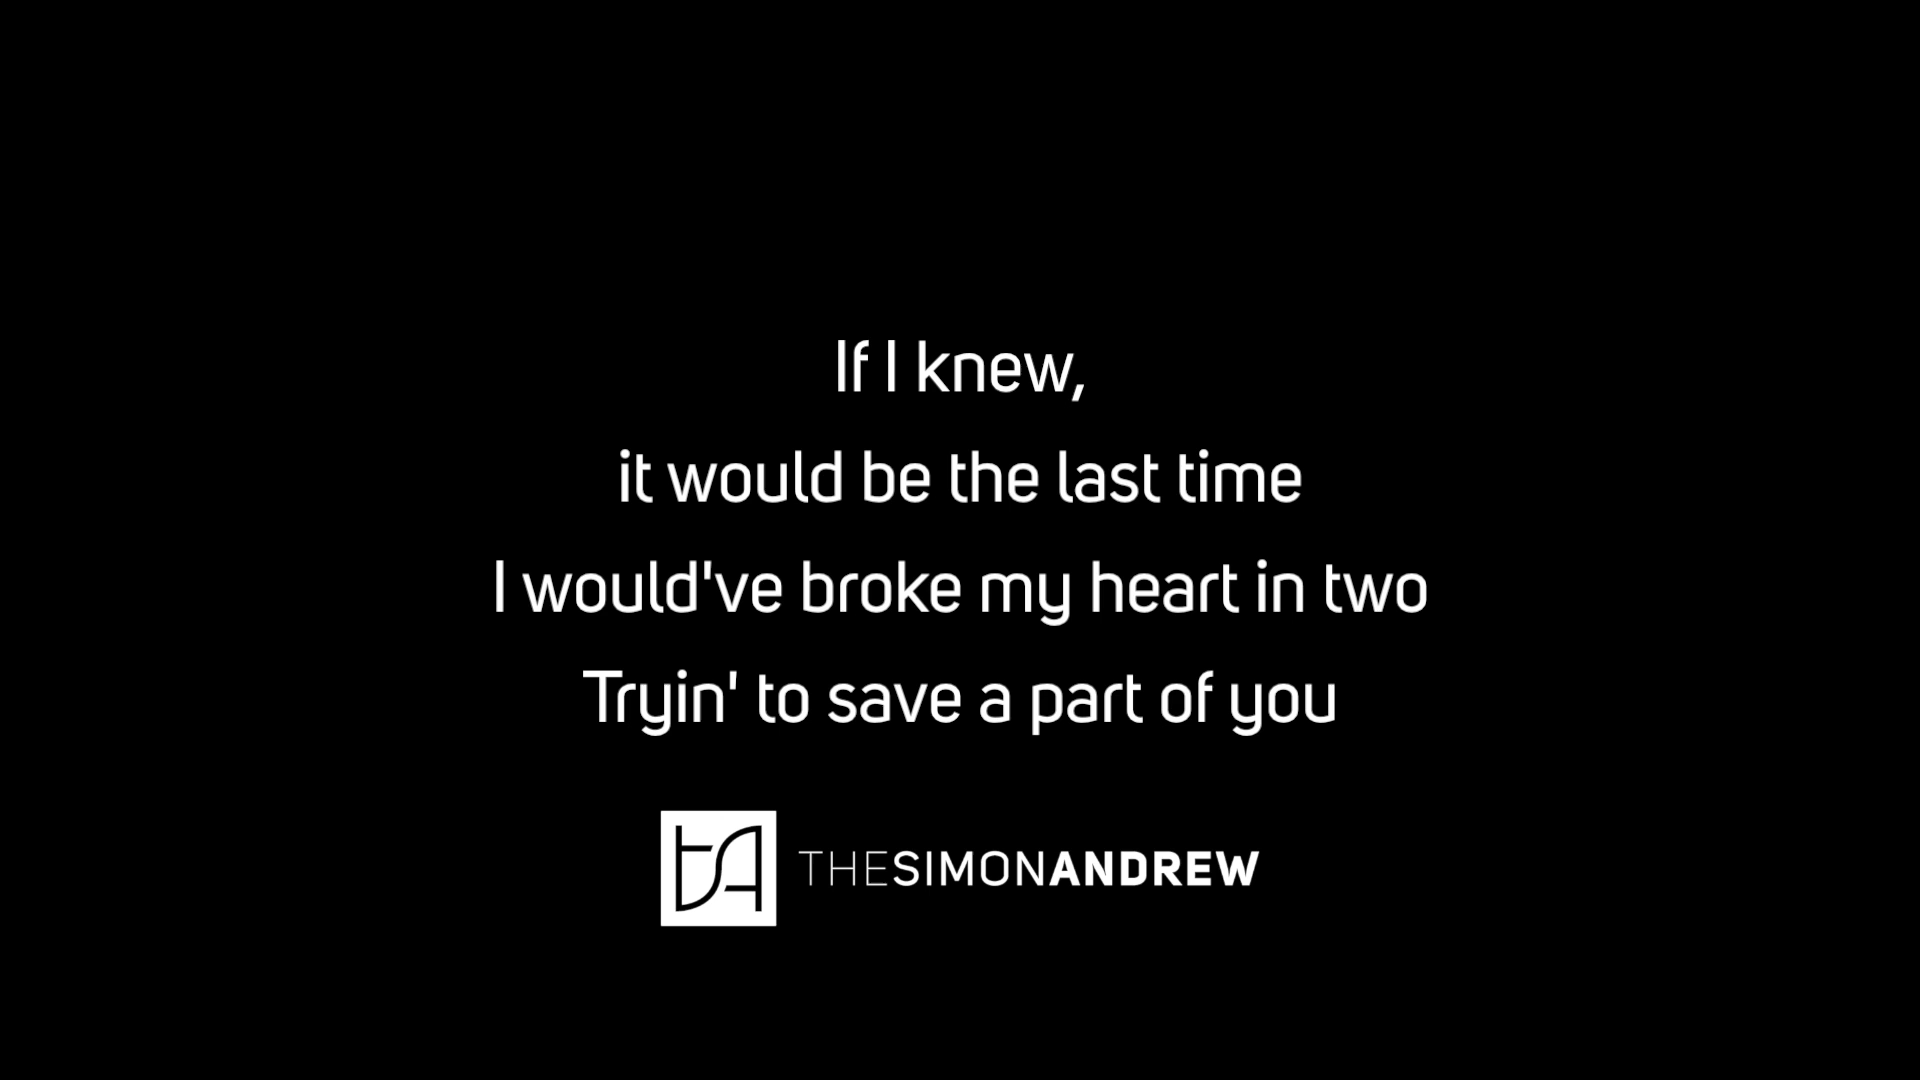 If I knew,
it would be the last time
I would've broke my heart in two
Tryin' to save a part of you
tSA THESIMONANDREW